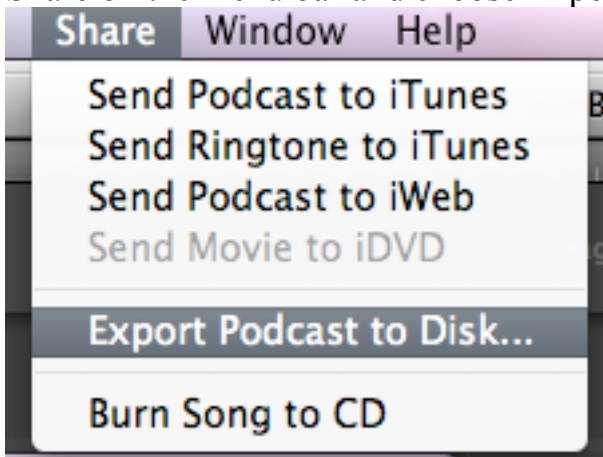 Share Window Help
Send Podcast to iTunes
Send Ringtone to iTunes
Send Podcast to iWeb
Send Movie to iDVD
Export Podcast to Disk...
Burn Song to CD